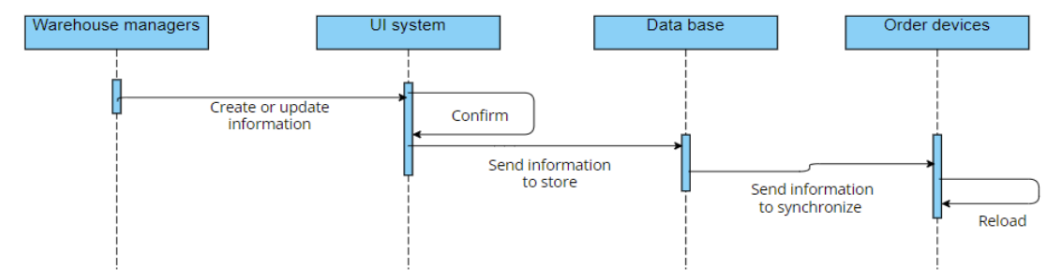 Warehouse managers
UI system
Data base
Order devices
Create or update
information
Confirm
Send information
to store
Send information
to synchronize
Reload